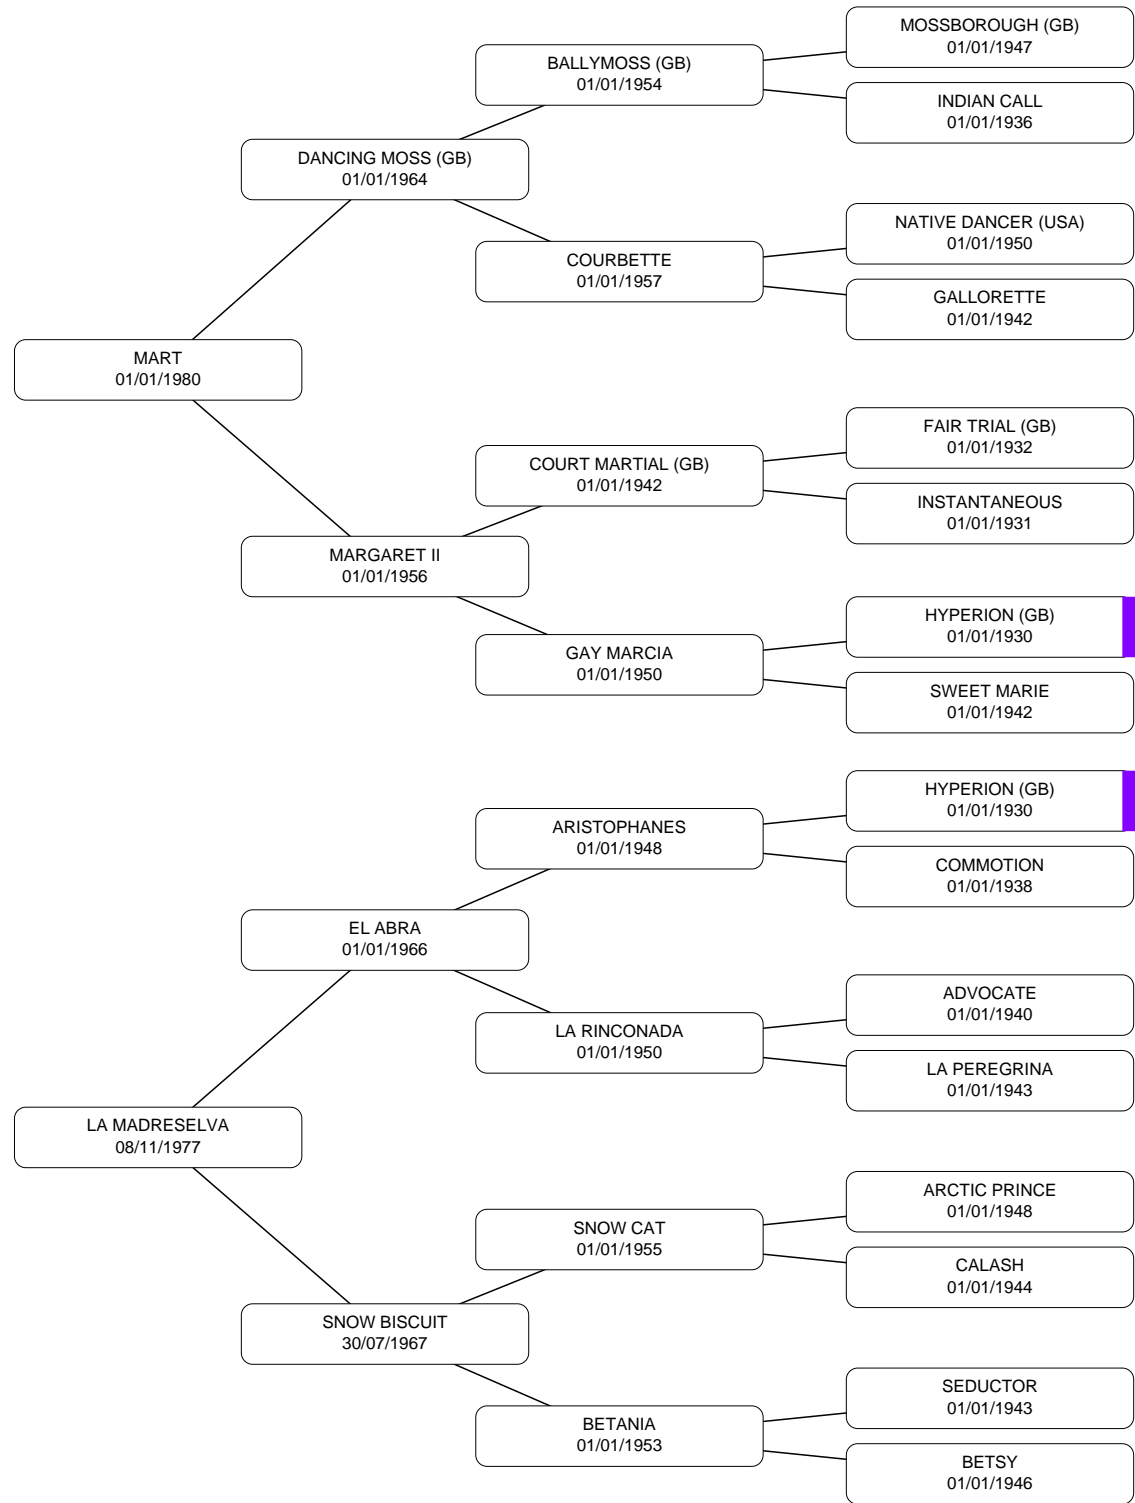 MOSSBOROUGH (GB)
01/01/1947
BALLYMOSS (GB)
01/01/1954
INDIAN CALL
01/01/1936
DANCING MOSS (GB)
01/01/1964
NATIVE DANCER (USA)
01/01/1950
COURBETTE
01/01/1957
GALLORETTE
01/01/1942
MART
01/01/1980
FAIR TRIAL (GB)
01/01/1932
COURT MARTIAL (GB)
01/01/1942
INSTANTANEOUS
01/01/1931
MARGARET II
01/01/1956
HYPERION (GB)
01/01/1930
GAY MARCIA
01/01/1950
SWEET MARIE
01/01/1942
HYPERION (GB)
01/01/1930
ARISTOPHANES
01/01/1948
COMMOTION
01/01/1938
EL ABRA
01/01/1966
ADVOCATE
01/01/1940
LA RINCONADA
01/01/1950
LA PEREGRINA
01/01/1943
LA MADRESELVA
08/11/1977
ARCTIC PRINCE
01/01/1948
SNOW CAT
01/01/1955
CALASH
01/01/1944
SNOW BISCUIT
30/07/1967
SEDUCTOR
01/01/1943
BETANIA
01/01/1953
BETSY
01/01/1946